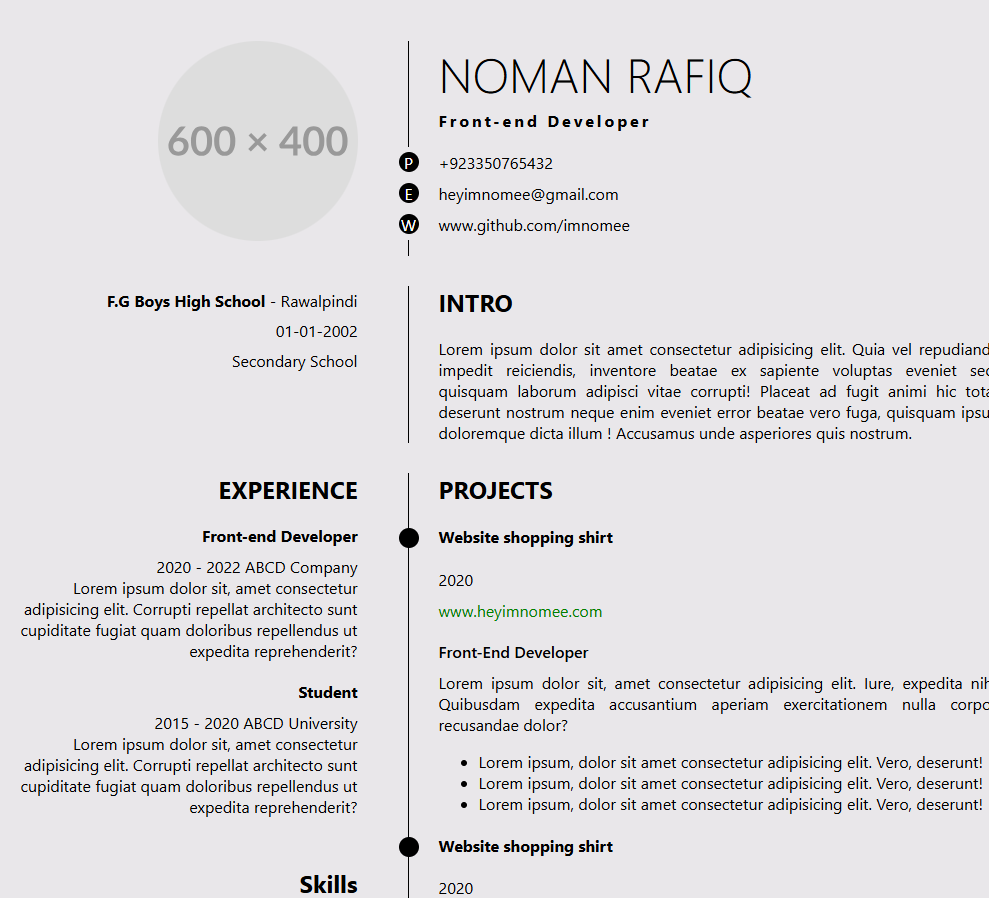 600 × 400
NOMAN RAFIQ
Front-end Developer
P +923350765432
E heyimnomee@gmail.com
W www.github.com/imnomee
F.G Boys High School - Rawalpindi
01-01-2002
Secondary School
INTRO
Lorem ipsum dolor sit amet consectetur adipisicing elit. Quia vel repudiand
impedit reiciendis, inventore beatae ex sapiente voluptas eveniet sed
quisquam laborum adipisci vitae corrupti! Placeat ad fugit animi hic tota
deserunt nostrum neque enim eveniet error beatae vero fuga, quisquam ipsu
doloremque dicta illum ! Accusamus unde asperiores quis nostrum.
EXPERIENCE
Front-end Developer
2020 - 2022 ABCD Company
Lorem ipsum dolor sit, amet consectetur
adipisicing elit. Corrupti repellat architecto sunt
cupiditate fugiat quam doloribus repellendus ut
expedita reprehenderit?
Student
2015 - 2020 ABCD University
Lorem ipsum dolor sit, amet consectetur
adipisicing elit. Corrupti repellat architecto sunt
cupiditate fugiat quam doloribus repellendus ut
expedita reprehenderit?
Skills
PROJECTS
Website shopping shirt
2020
www.heyimnomee.com
Front-End Developer
Lorem ipsum dolor sit, amet consectetur adipisicing elit. Iure, expedita nih
Quibusdam expedita accusantium aperiam exercitationem nulla corpo
recusandae dolor?
• Lorem ipsum, dolor sit amet consectetur adipisicing elit. Vero, deserunt!
• Lorem ipsum, dolor sit amet consectetur adipisicing elit. Vero, deserunt!
• Lorem ipsum, dolor sit amet consectetur adipisicing elit. Vero, deserunt!
Website shopping shirt
2020